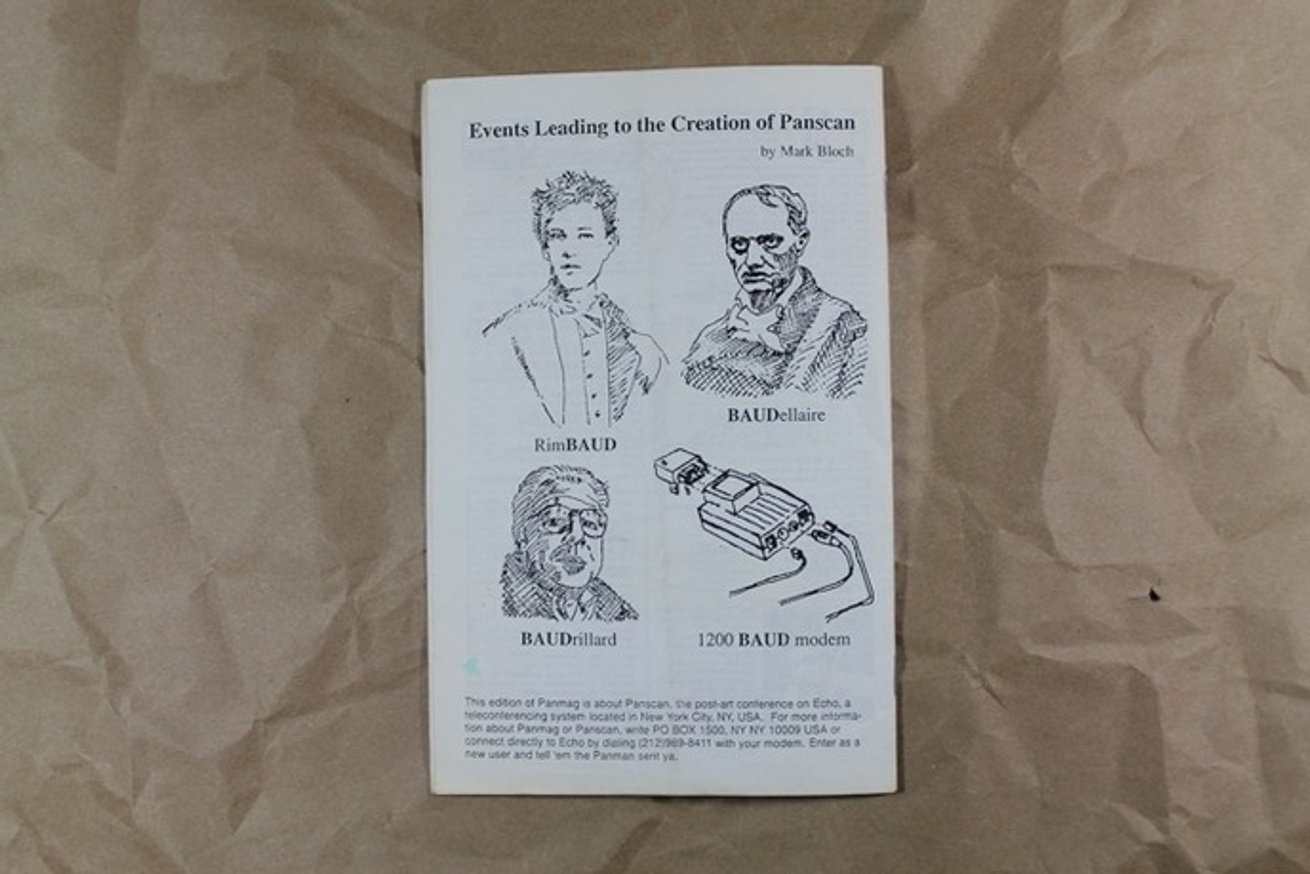 Events Leading to the Creation of Panscan
by Mark Bloch
RimBAUD
BAUDellaire
BAUDrillard
1200 BAUD modem
This edition of Panmag is about Panscan, the post-art conference on Echo, a
teleconferencing system located in New York City, NY, USA. For more informa-
tion about Panmag or Panscan, write PO BOX 1500, NY NY 10009 USA or
connect directly to Echo by dialing (212)989-8411 with your modem. Enter as a
new user and tell 'em the Panman sent ya.